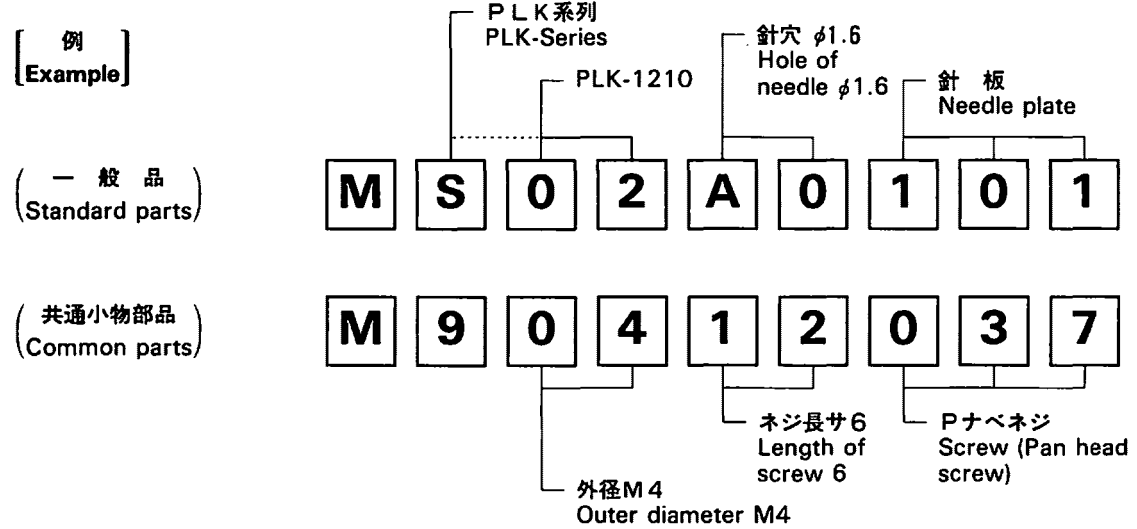 例
Example
PLK系列
PLK-Series
PLK-1210
針穴 ø1.6
Hole of
needle ø1.6
針 板
Needle plate
一 般 品
(Standard parts)
M S 0 2 A 0 1 0 1
共通小物部品
(Common parts)
M 9 0 4 1 2 0 3 7
ネジ長サ6
Length of
screw 6
Pナベネジ
Screw (Pan head
screw)
外径M4
Outer diameter M4